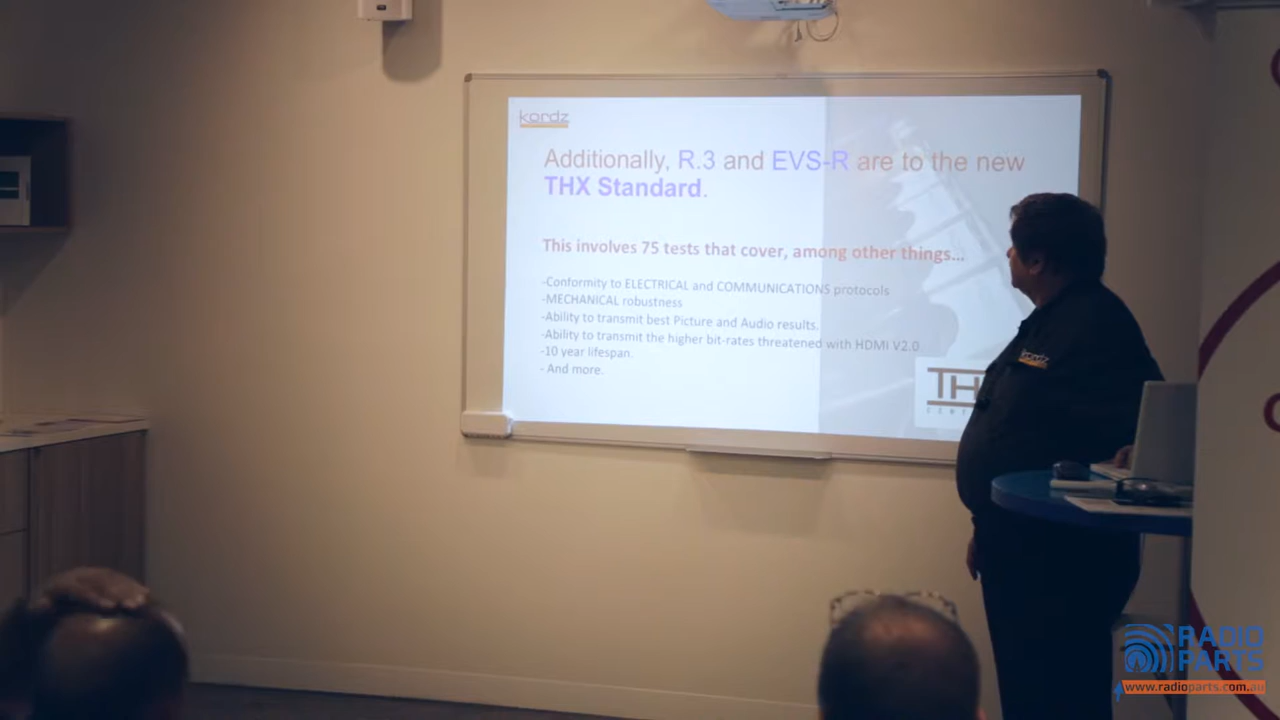 kordz
Additionally, R.3 and EVS-R are to the new
THX Standard.
This involves 75 tests that cover, among other things...
-Conformity to ELECTRICAL and COMMUNICATIONS protocols
-MECHANICAL robustness
-Ability to transmit best Picture and Audio results.
-Ability to transmit the higher bit-rates threatened with HDMI V2.0
-10 year lifespan.
- And more.
kordz
RADIO
PARTS
www.radioparts.com.au